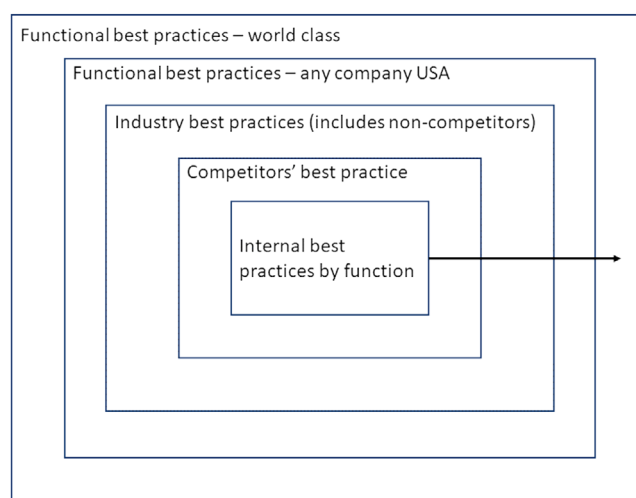 Functional best practices – world class
Functional best practices – any company USA
Industry best practices (includes non-competitors)
Competitors’ best practice
Internal best
practices by function